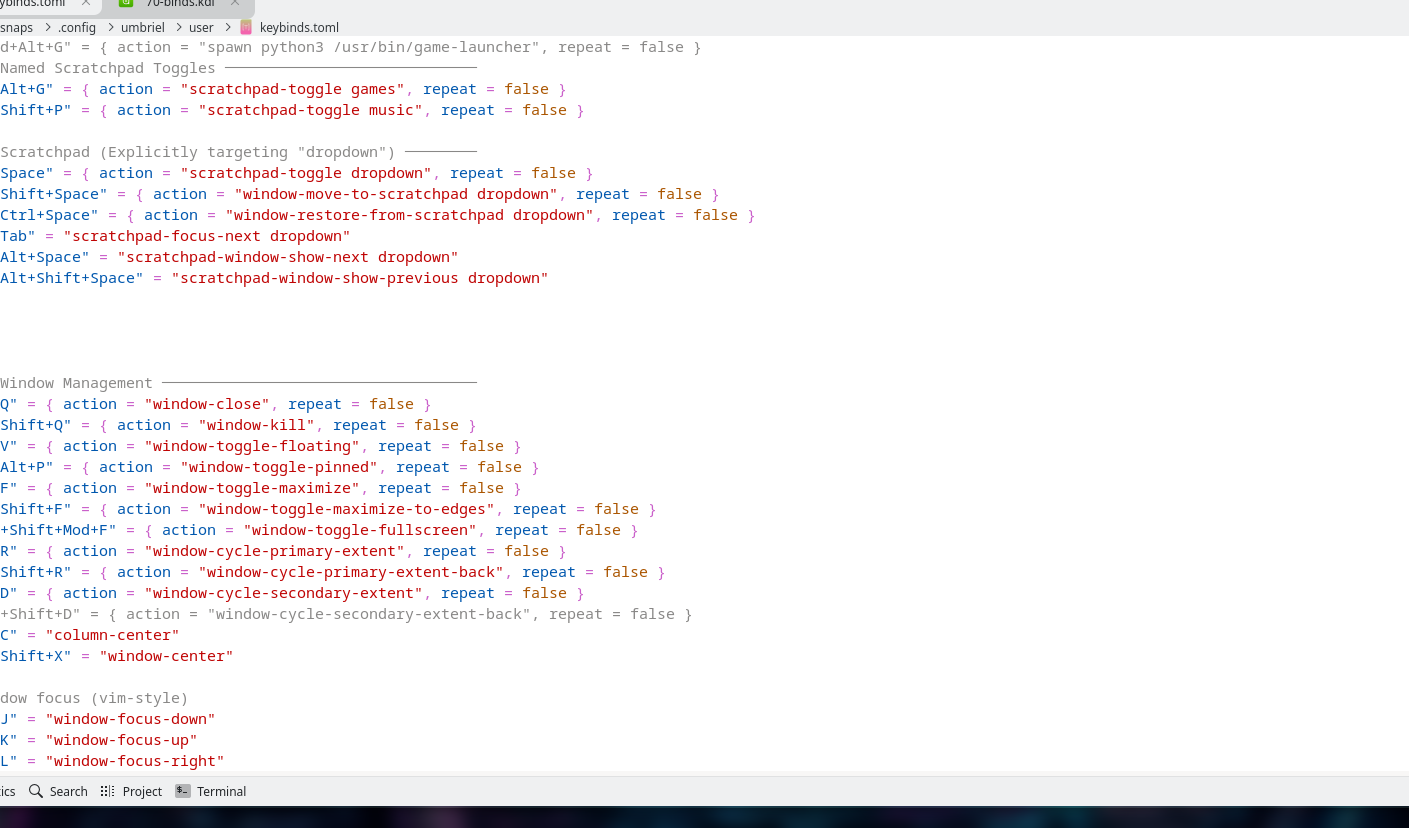 ybinds.toml
70-binds.kdl
snaps > .config > umbriel > user > keybinds.toml
d+Alt+G" = { action = "spawn python3 /usr/bin/game-launcher", repeat = false }
Named Scratchpad Toggles ────────────────────────────
Alt+G" = { action = "scratchpad-toggle games", repeat = false }
Shift+P" = { action = "scratchpad-toggle music", repeat = false }
Scratchpad (Explicitly targeting "dropdown") ────────
Space" = { action = "scratchpad-toggle dropdown", repeat = false }
Shift+Space" = { action = "window-move-to-scratchpad dropdown", repeat = false }
Ctrl+Space" = { action = "window-restore-from-scratchpad dropdown", repeat = false }
Tab" = "scratchpad-focus-next dropdown"
Alt+Space" = "scratchpad-window-show-next dropdown"
Alt+Shift+Space" = "scratchpad-window-show-previous dropdown"
Window Management ───────────────────────────────────
Q" = { action = "window-close", repeat = false }
Shift+Q" = { action = "window-kill", repeat = false }
V" = { action = "window-toggle-floating", repeat = false }
Alt+P" = { action = "window-toggle-pinned", repeat = false }
F" = { action = "window-toggle-maximize", repeat = false }
Shift+F" = { action = "window-toggle-maximize-to-edges", repeat = false }
+Shift+Mod+F" = { action = "window-toggle-fullscreen", repeat = false }
R" = { action = "window-cycle-primary-extent", repeat = false }
Shift+R" = { action = "window-cycle-primary-extent-back", repeat = false }
D" = { action = "window-cycle-secondary-extent", repeat = false }
+Shift+D" = { action = "window-cycle-secondary-extent-back", repeat = false }
C" = "column-center"
Shift+X" = "window-center"
dow focus (vim-style)
J" = "window-focus-down"
K" = "window-focus-up"
L" = "window-focus-right"
ics Search Project Terminal